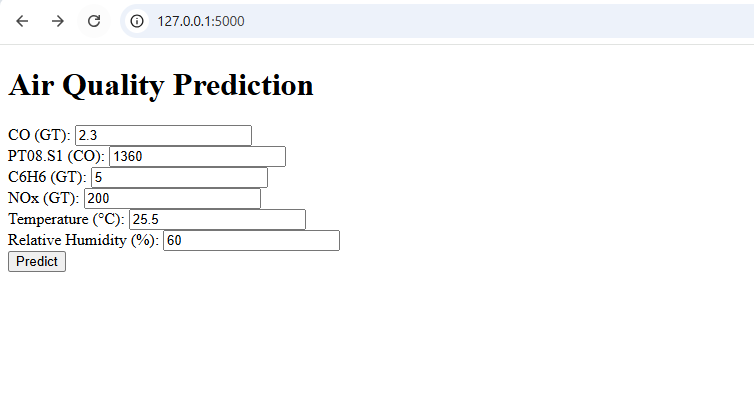 127.0.0.1:5000
Air Quality Prediction
CO (GT): 2.3
PT08.S1 (CO): 1360
C6H6 (GT): 5
NOx (GT): 200
Temperature (°C): 25.5
Relative Humidity (%): 60
Predict